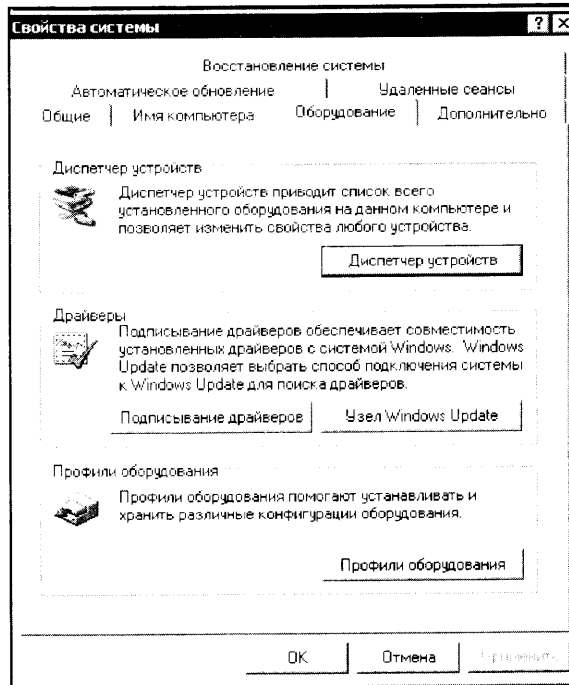 Свойства системы
Восстановление системы
Автоматическое обновление
Удаленные сеансы
Общие
Имя компьютера
Оборудование
Дополнительно
Диспетчер устройств
Диспетчер устройств приводит список всего
установленного оборудования на данном компьютере и
позволяет изменить свойства любого устройства.
Диспетчер устройств
Драйверы
Подписывание драйверов обеспечивает совместимость
установленных драйверов с системой Windows. Windows
Update позволяет выбрать способ подключения системы
к Windows Update для поиска драйверов.
Подписывание драйверов
Узел Windows Update
Профили оборудования
Профили оборудования помогают устанавливать и
хранить различные конфигурации оборудования.
Профили оборудования
OK
Отмена